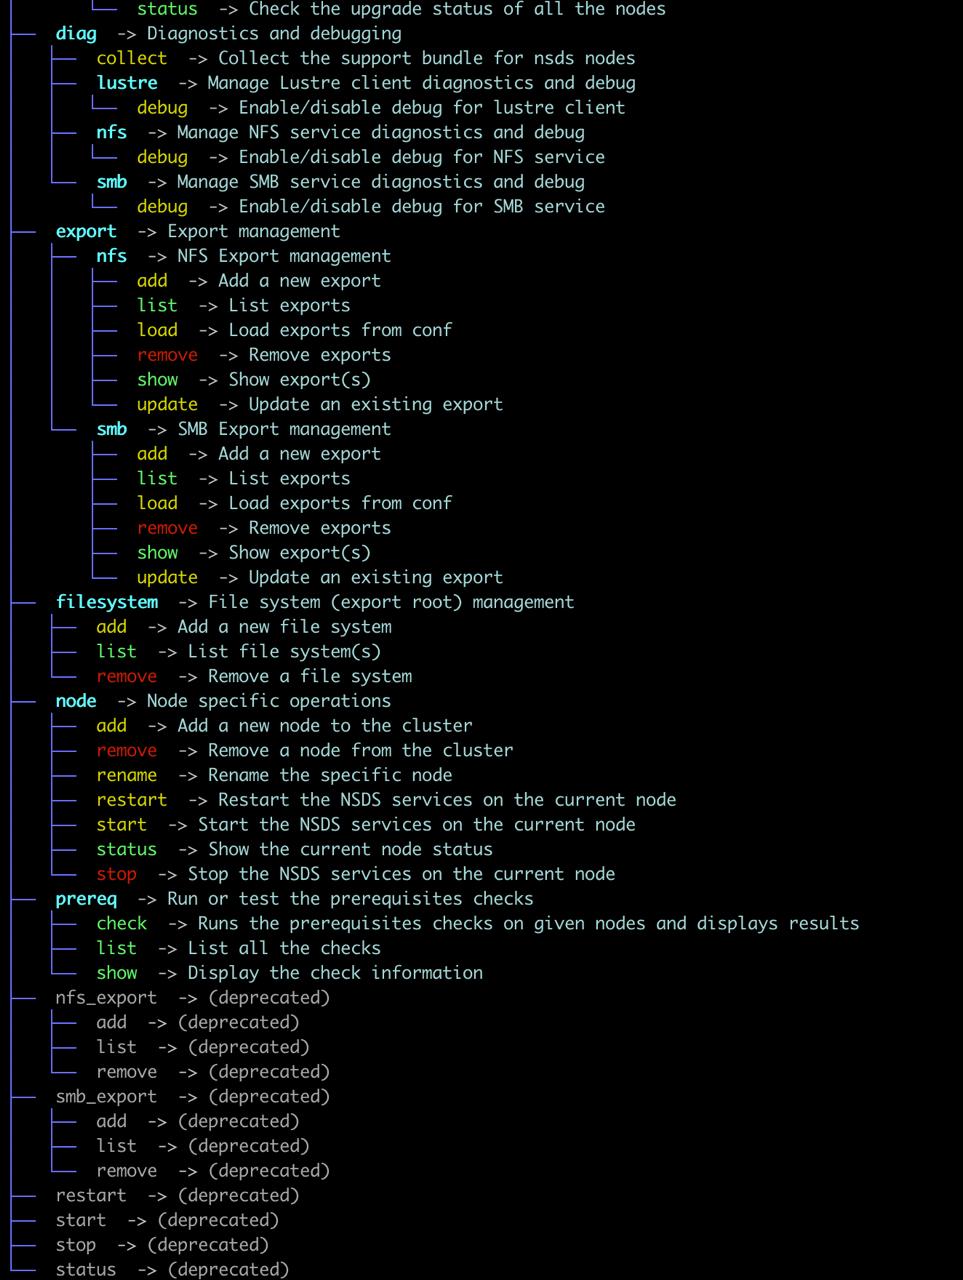 status -> Check the upgrade status of all the nodes
diag -> Diagnostics and debugging
collect -> Collect the support bundle for nsds nodes
lustre -> Manage Lustre client diagnostics and debug
debug -> Enable/disable debug for lustre client
nfs -> Manage NFS service diagnostics and debug
debug -> Enable/disable debug for NFS service
smb -> Manage SMB service diagnostics and debug
debug -> Enable/disable debug for SMB service
export -> Export management
nfs -> NFS Export management
add -> Add a new export
list -> List exports
load -> Load exports from conf
remove -> Remove exports
show -> Show export(s)
update -> Update an existing export
smb -> SMB Export management
add -> Add a new export
list -> List exports
load -> Load exports from conf
remove -> Remove exports
show -> Show export(s)
update -> Update an existing export
filesystem -> File system (export root) management
add -> Add a new file system
list -> List file system(s)
remove -> Remove a file system
node -> Node specific operations
add -> Add a new node to the cluster
remove -> Remove a node from the cluster
rename -> Rename the specific node
restart -> Restart the NSDS services on the current node
start -> Start the NSDS services on the current node
status -> Show the current node status
stop -> Stop the NSDS services on the current node
prereq -> Run or test the prerequisites checks
check -> Runs the prerequisites checks on given nodes and displays results
list -> List all the checks
show -> Display the check information
nfs_export -> (deprecated)
add -> (deprecated)
list -> (deprecated)
remove -> (deprecated)
smb_export -> (deprecated)
add -> (deprecated)
list -> (deprecated)
remove -> (deprecated)
restart -> (deprecated)
start -> (deprecated)
stop -> (deprecated)
status -> (deprecated)